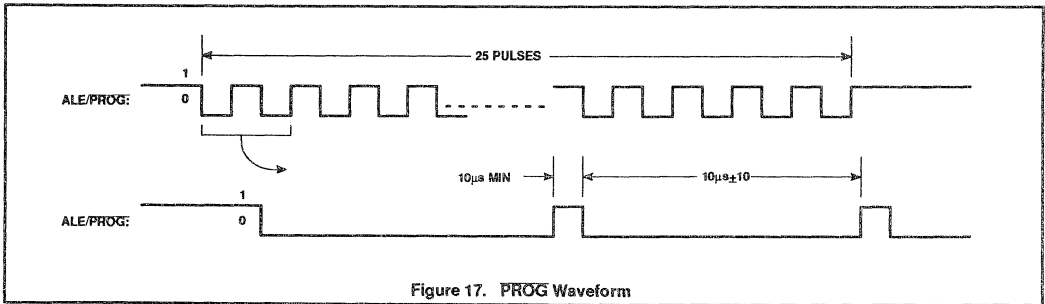 25 PULSES
1
ALE/PROG:
0
10µs MIN
10µs±10
1
ALE/PROG:
0
Figure 17. PROG Waveform